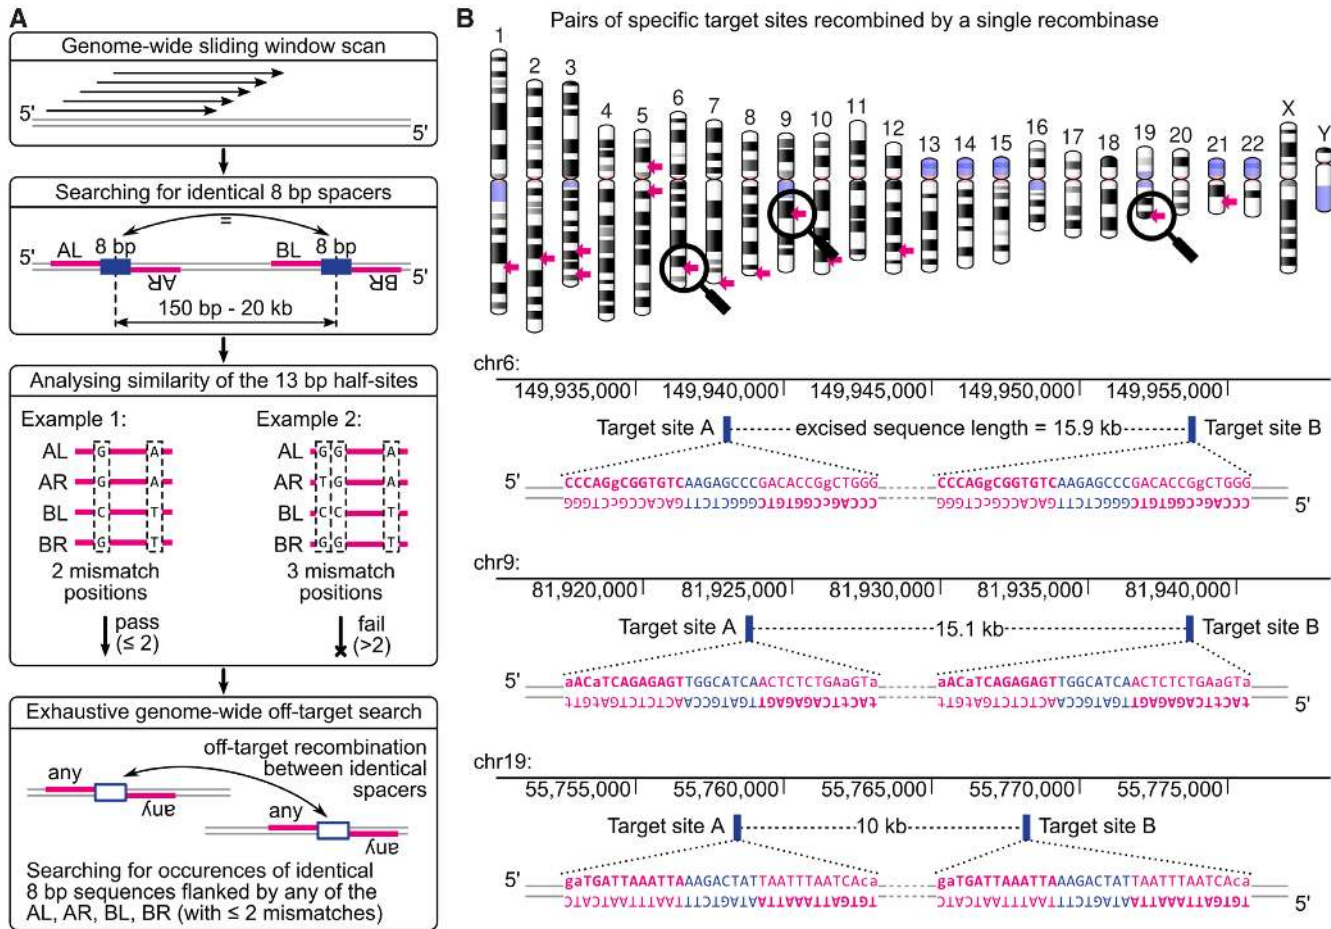 A
Genome-wide sliding window scan
5'
5'
Searching for identical 8 bp spacers
=
5' AL 8 bp BL 8 bp 5'
AR BR
150 bp - 20 kb
Analysing similarity of the 13 bp half-sites
Example 1: Example 2:
AL G A AL G G A
AR G A AR T G A
BL C T BL C C T
BR G T BR G G T
2 mismatch positions 3 mismatch positions
pass (≤ 2) fail (>2)
Exhaustive genome-wide off-target search
off-target recombination
between identical
spacers
any any
any any
Searching for occurences of identical
8 bp sequences flanked by any of the
AL, AR, BL, BR (with ≤ 2 mismatches)
B Pairs of specific target sites recombined by a single recombinase
1 2 3 4 5 6 7 8 9 10 11 12 13 14 15 16 17 18 19 20 21 22 X Y
chr6:
149,935,000 149,940,000 149,945,000 149,950,000 149,955,000
Target site A excised sequence length = 15.9 kb Target site B
5' CCCAGgCGGTGTCAAGAGCCCGACACCGgCTGGG CCCAGgCGGTGTCAAGAGCCCGACACCGgCTGGG
GGGTCcGCCACAGTTCTCGGGCTGTGGCcGACCC GGGTCcGCCACAGTTCTCGGGCTGTGGCcGACCC 5'
chr9:
81,920,000 81,925,000 81,930,000 81,935,000 81,940,000
Target site A 15.1 kb Target site B
5' aACaTCAGAGAGTTGGCATCAACTCTCTGAaGTa aACaTCAGAGAGTTGGCATCAACTCTCTGAaGTa
tTGtAGTCTCTCAACCGTAGTTGAGAGACTtCAt tTGtAGTCTCTCAACCGTAGTTGAGAGACTtCAt 5'
chr19:
55,755,000 55,760,000 55,765,000 55,770,000 55,775,000
Target site A 10 kb Target site B
5' gaTGATTAAATTAAAGACTATTAATTTAATCAca gaTGATTAAATTAAAGACTATTAATTTAATCAca
5'